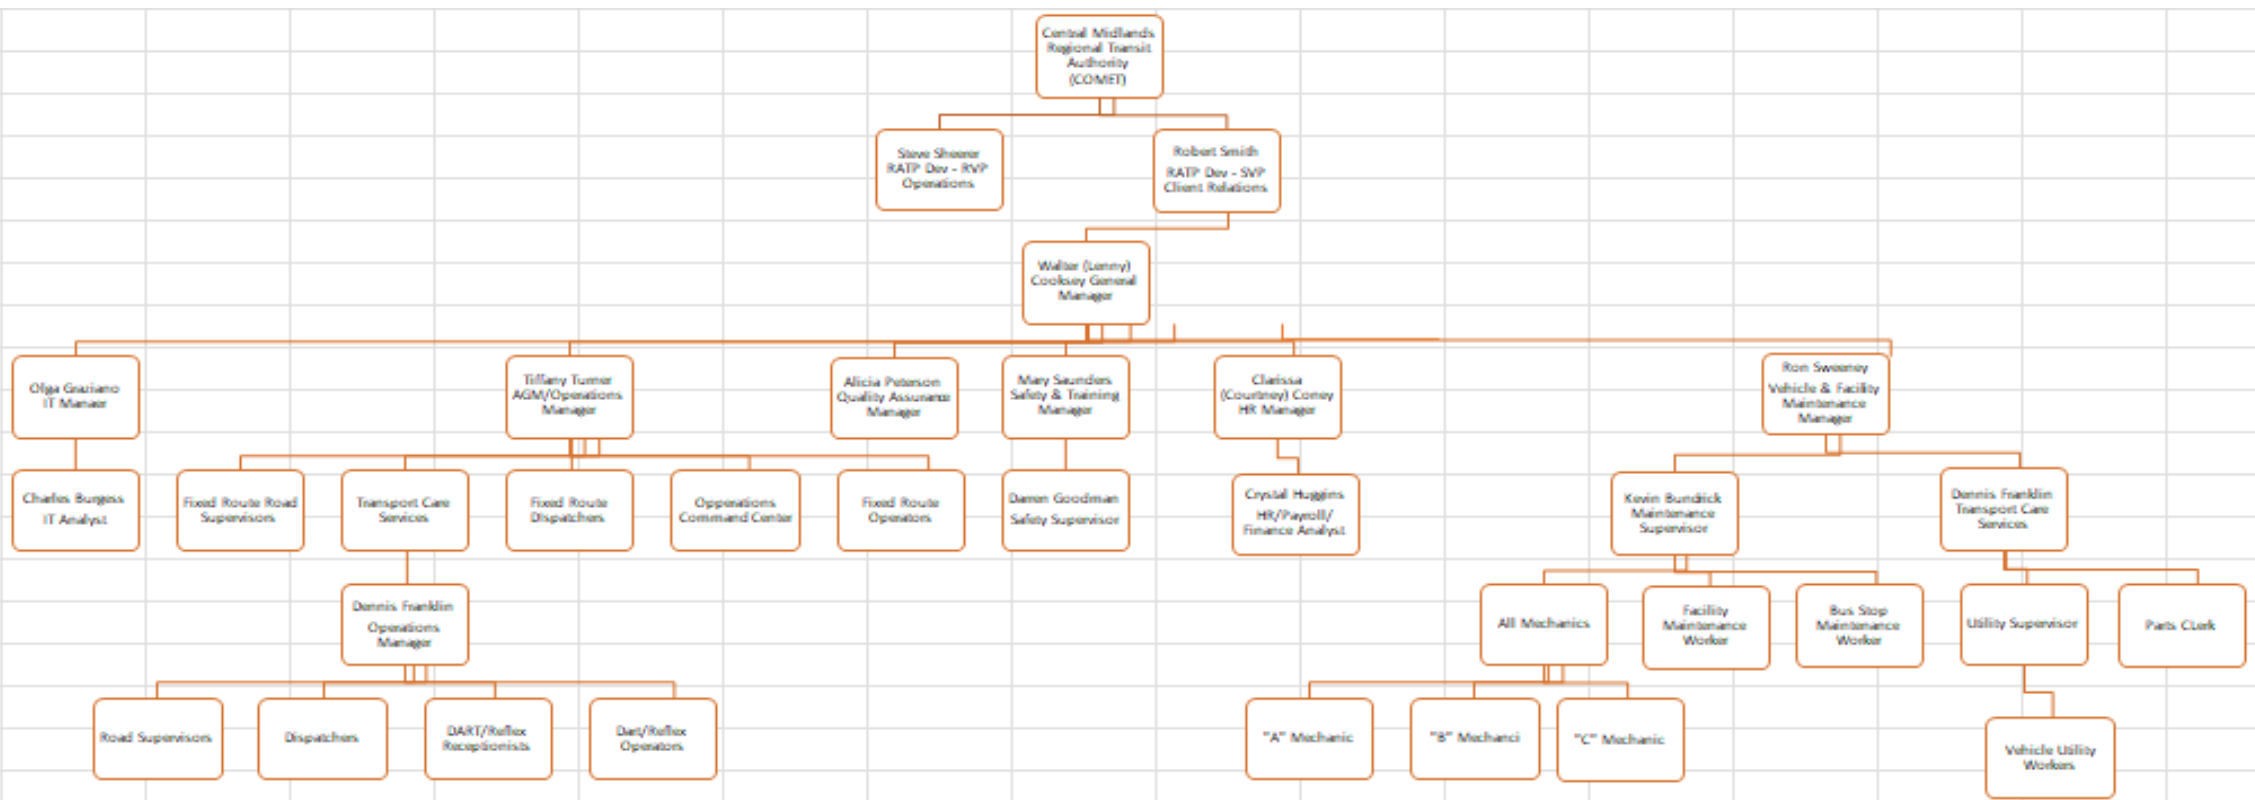 Central Midlands
Regional Transit
Authority
(COMET)
Steve Sheerer
RATP Dev - RVP
Operations
Robert Smith
RATP Dev - SVP
Client Relations
Walter (Lenny)
Cooksey General
Manager
Olga Graziano
IT Manaer
Tiffany Turner
AGM/Operations
Manager
Alicia Peterson
Quality Assurance
Manager
Mary Saunders
Safety & Training
Manager
Clarissa
(Courtney) Coney
HR Manager
Ron Sweeney
Vehicle & Facility
Maintenance
Manager
Charles Burgess
IT Analyst
Fixed Route Road
Supervisors
Transport Care
Services
Fixed Route
Dispatchers
Opperations
Command Center
Fixed Route
Operators
Darren Goodman
Safety Supervisor
Crystal Huggins
HR/Payroll/
Finance Analyst
Kevin Bundrick
Maintenance
Supervisor
Dennis Franklin
Transport Care
Services
Dennis Franklin
Operations
Manager
All Mechanics
Facility
Maintenance
Worker
Bus Stop
Maintenance
Worker
Utility Supervisor
Parts CLerk
Road Supervisors
Dispatchers
DART/Reflex
Receptionists
Dart/Reflex
Operators
"A" Mechanic
"B" Mechanci
"C" Mechanic
Vehicle Utility
Workers